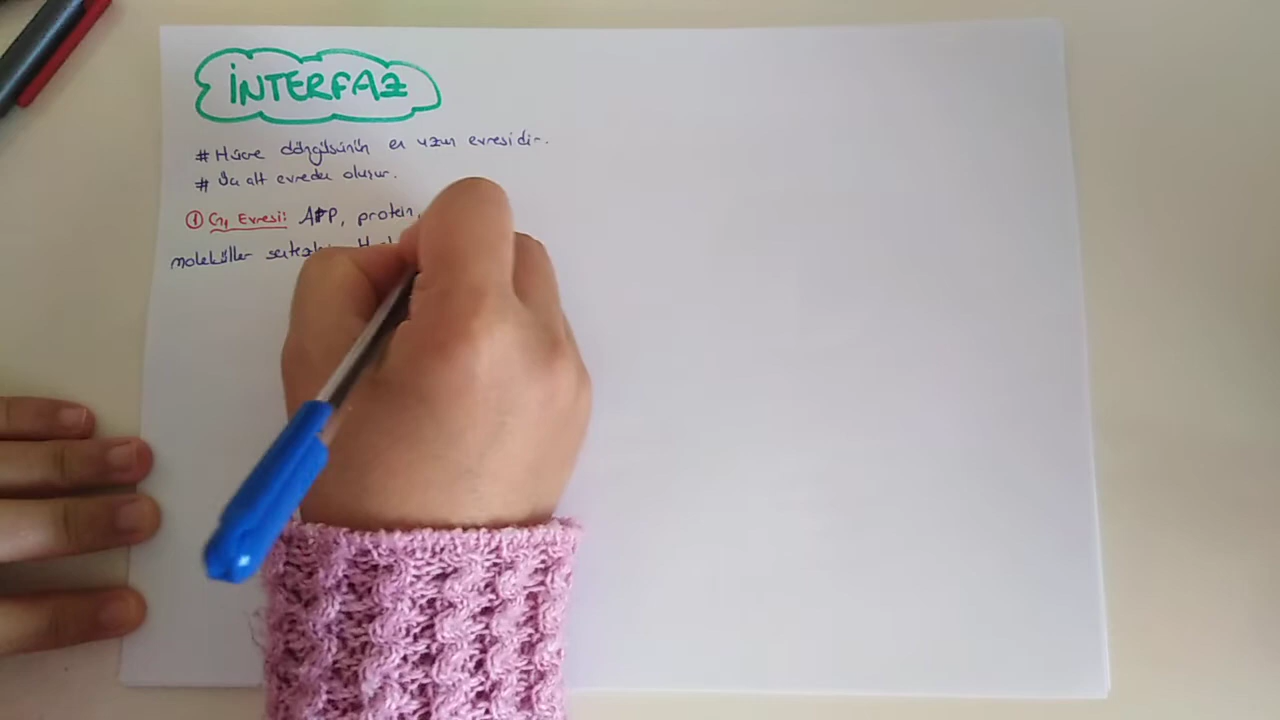 İNTERFAZ
# Hücre döngüsünün en uzun evresidir.
# Üç alt evreden oluşur.
① G₁ Evresi: ATP, protein,
moleküller